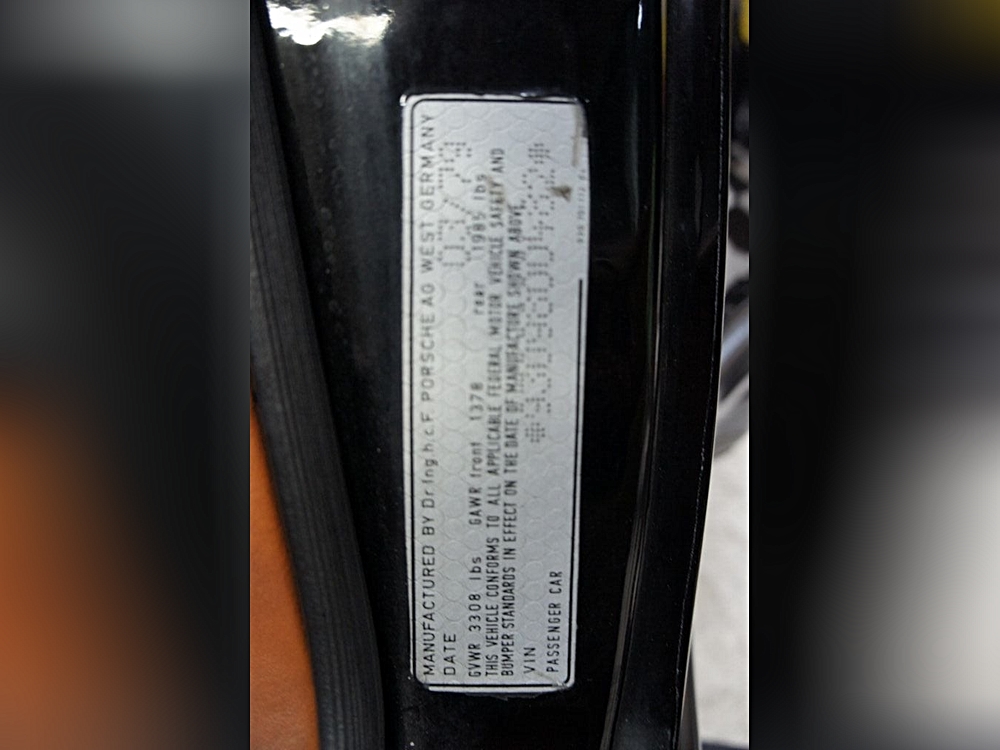 MANUFACTURED BY Dr Ing h.c.F PORSCHE AG WEST GERMANY
DATE
GVWR 3308 lbs GAWR front 1378 rear 1985 lbs
THIS VEHICLE CONFORMS TO ALL APPLICABLE FEDERAL MOTOR VEHICLE SAFETY AND
BUMPER STANDARDS IN EFFECT ON THE DATE OF MANUFACTURE SHOWN ABOVE
VIN
PASSENGER CAR